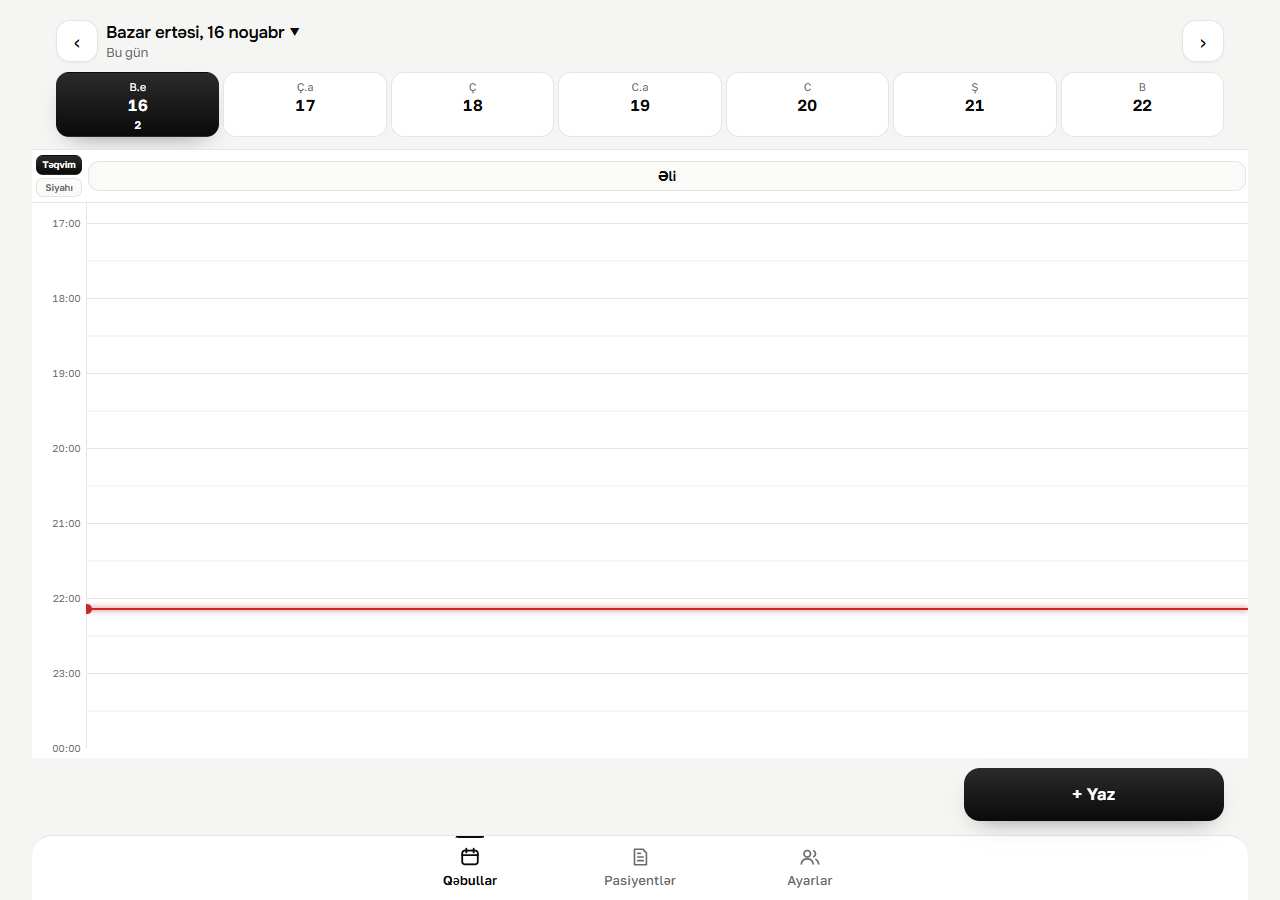 ‹
Bazar ertəsi, 16 noyabr ▼
Bu gün
›
B.e
16
2
Ç.a
17
Ç
18
C.a
19
C
20
Ş
21
B
22
Təqvim
Siyahı
Əli
17:00
18:00
19:00
20:00
21:00
22:00
23:00
00:00
+ Yaz
Qəbullar
Pasiyentlər
Ayarlar